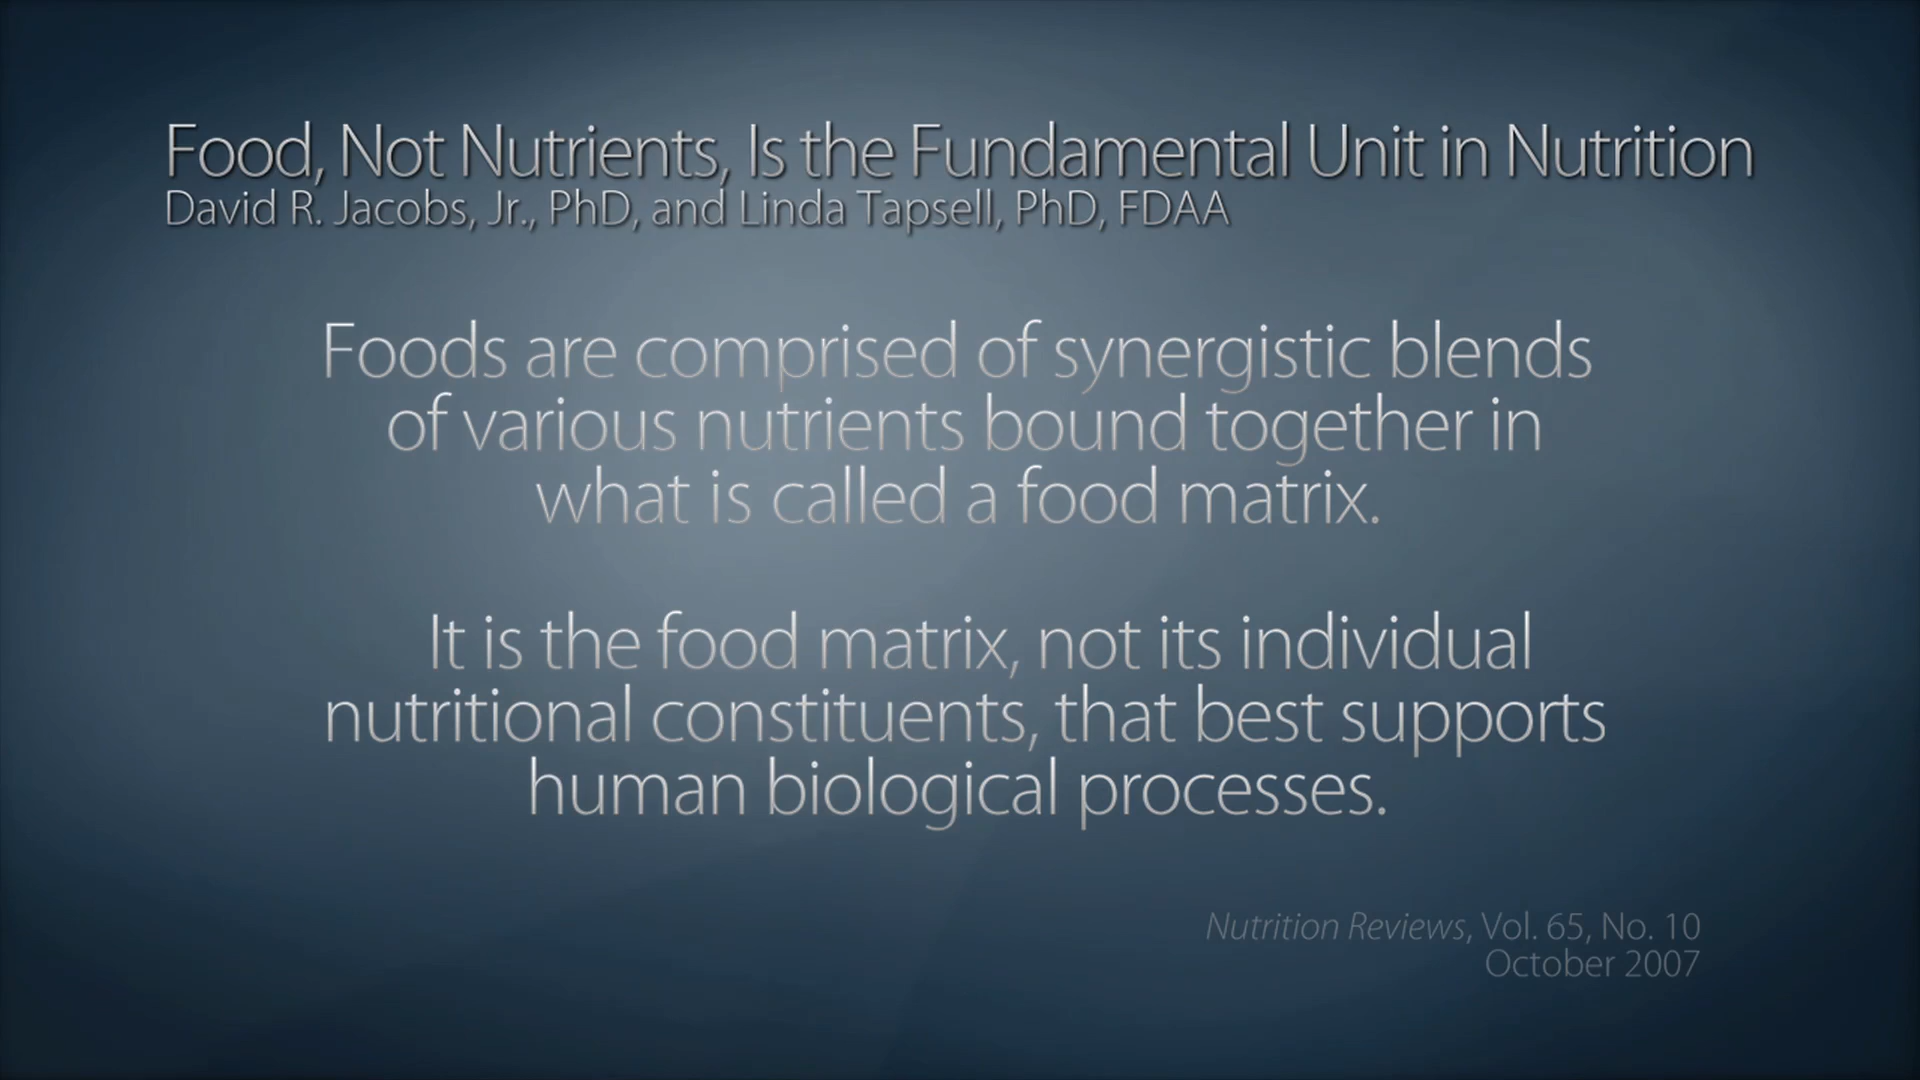 Food, Not Nutrients, Is the Fundamental Unit in Nutrition
David R. Jacobs, Jr., PhD, and Linda Tapsell, PhD, FDAA
Foods are comprised of synergistic blends
of various nutrients bound together in
what is called a food matrix.
It is the food matrix, not its individual
nutritional constituents, that best supports
human biological processes.
Nutrition Reviews, Vol. 65, No. 10
October 2007